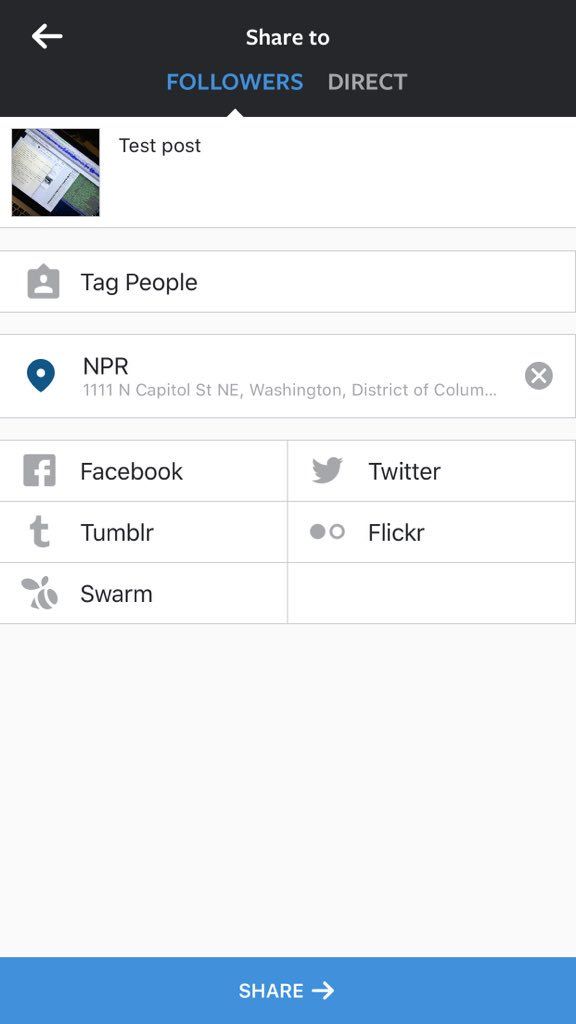 Share to
FOLLOWERS DIRECT
Test post
Tag People
NPR
1111 N Capitol St NE, Washington, District of Colum...
Facebook Twitter
Tumblr Flickr
Swarm
SHARE